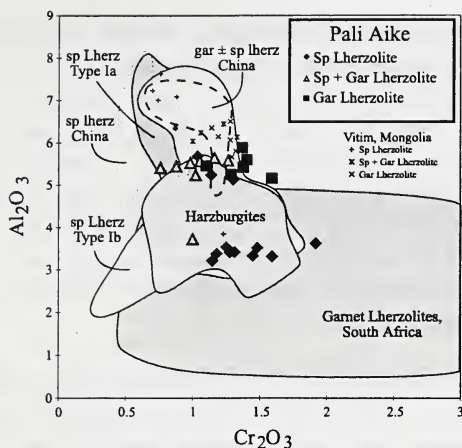 Pali Aike
Sp Lherzolite
Sp + Gar Lherzolite
Gar Lherzolite
Vitim, Mongolia
Sp Lherzolite
Sp + Gar Lherzolite
Gar Lherzolite
sp Lherz
Type Ia
gar ± sp lherz
China
sp lherz
China
sp Lherz
Type Ib
Harzburgites
Garnet Lherzolites,
South Africa
Al2O3
9
8
7
6
5
4
3
2
1
0
0
0.5
1
1.5
2
2.5
3
Cr2O3